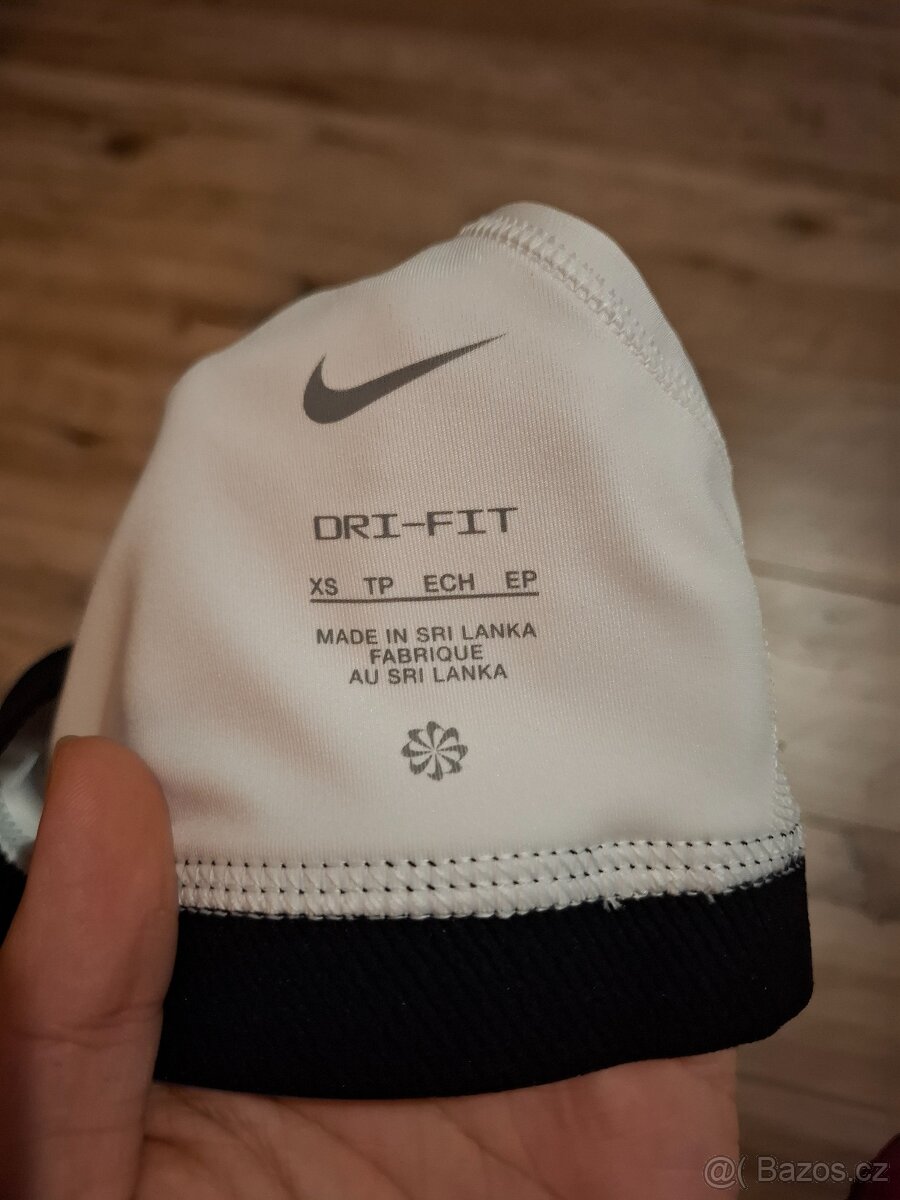 DRI-FIT
XS TP ECH EP
MADE IN SRI LANKA
FABRIQUE
AU SRI LANKA
@( Bazos.cz